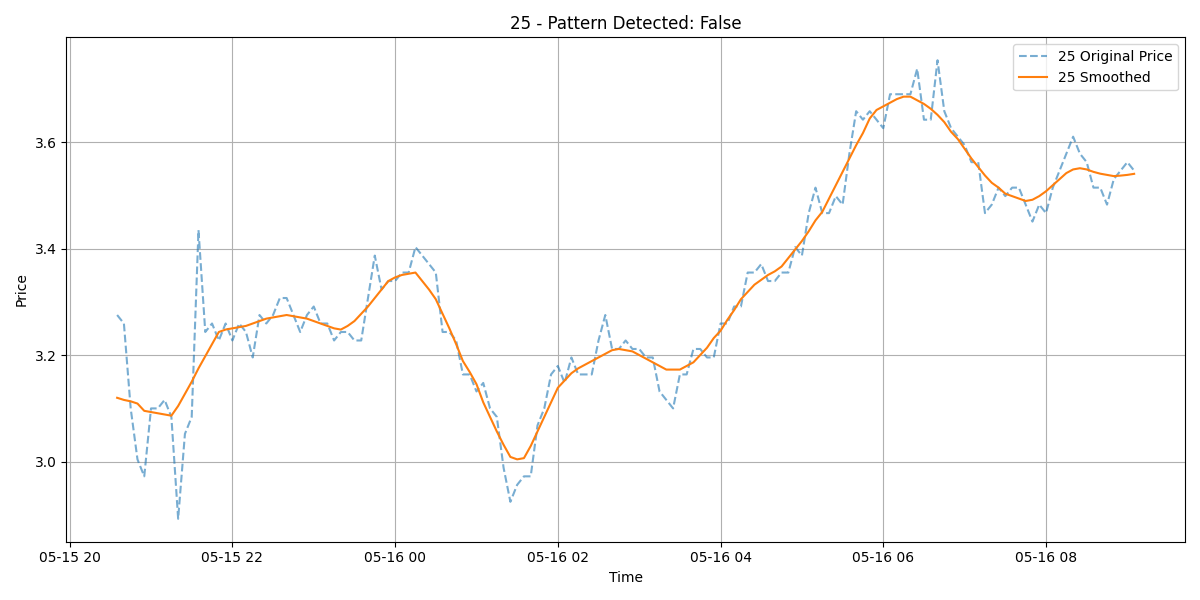 25 - Pattern Detected: False
25 Original Price
25 Smoothed
Price
3.6
3.4
3.2
3.0
05-15 20 05-15 22 05-16 00 05-16 02 05-16 04 05-16 06 05-16 08
Time